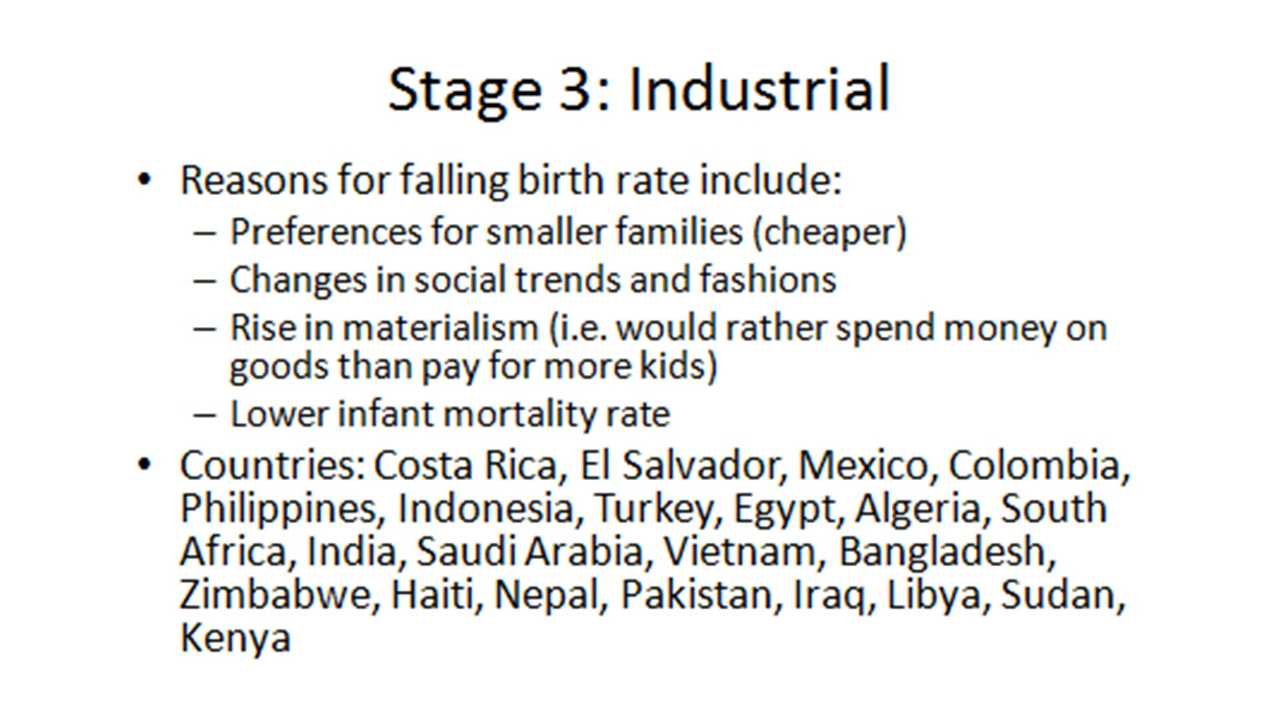 Stage 3: Industrial
• Reasons for falling birth rate include:
– Preferences for smaller families (cheaper)
– Changes in social trends and fashions
– Rise in materialism (i.e. would rather spend money on
goods than pay for more kids)
– Lower infant mortality rate
• Countries: Costa Rica, El Salvador, Mexico, Colombia,
Philippines, Indonesia, Turkey, Egypt, Algeria, South
Africa, India, Saudi Arabia, Vietnam, Bangladesh,
Zimbabwe, Haiti, Nepal, Pakistan, Iraq, Libya, Sudan,
Kenya